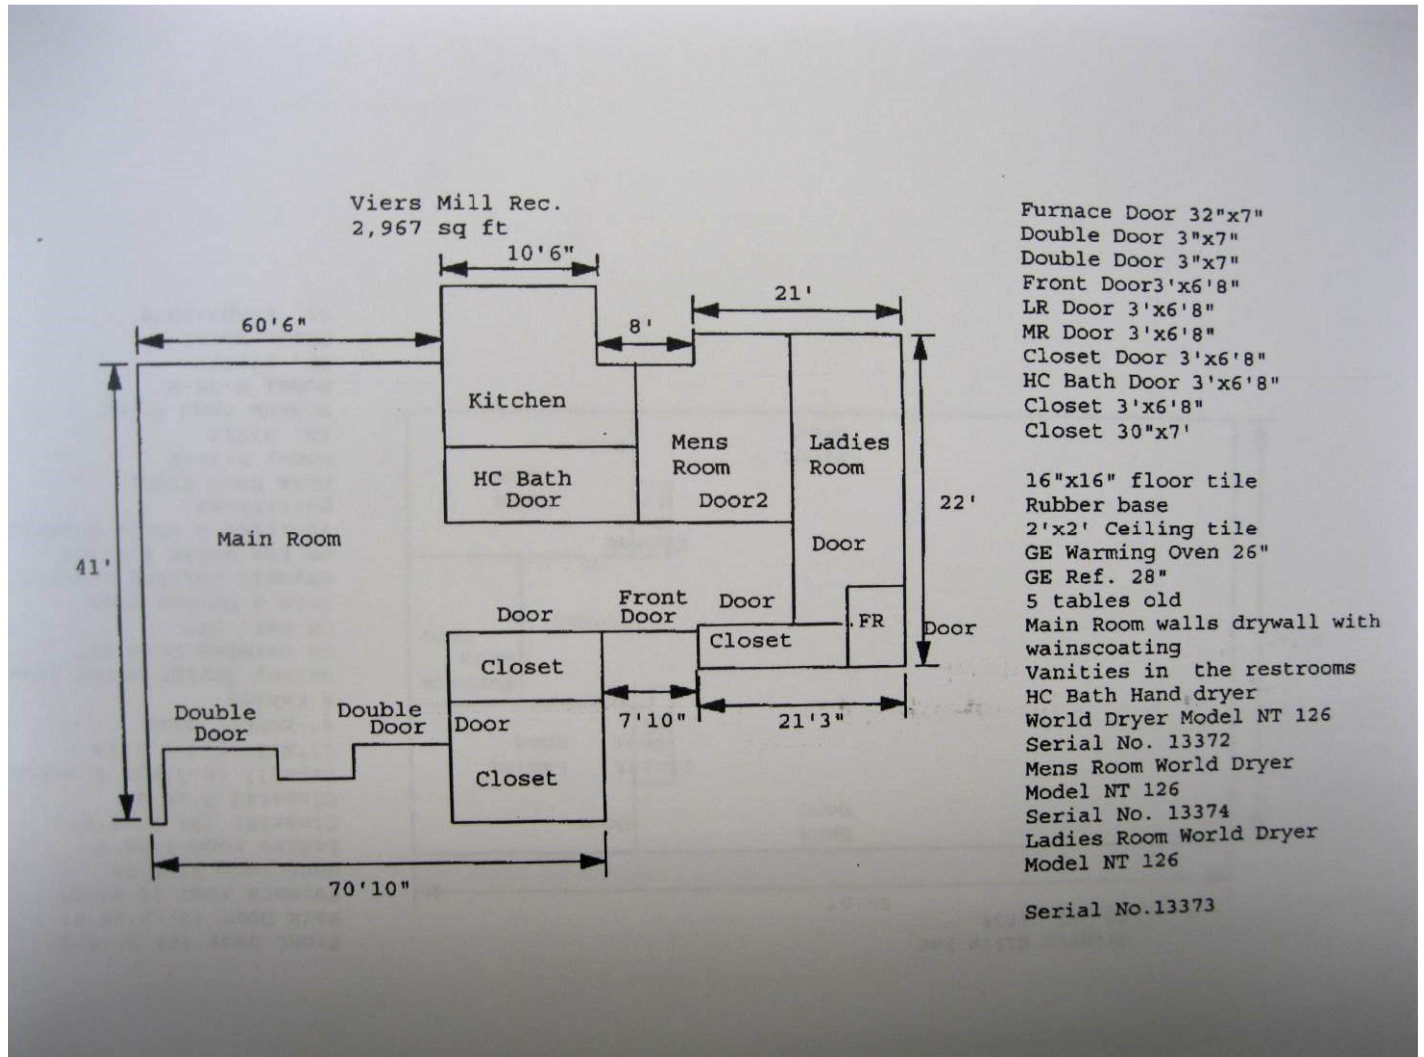 Viers Mill Rec.
2,967 sq ft
10'6"
21'
60'6"
8'
Kitchen
Mens
Room
Ladies
Room
HC Bath
Door
Door2
22'
Main Room
41'
Door
Front
Door
Door
Door
FR
Door
Closet
Closet
Double
Door
Double
Door
Door
7'10"
21'3"
Closet
70'10"
Furnace Door 32"x7"
Double Door 3"x7"
Double Door 3"x7"
Front Door3'x6'8"
LR Door 3'x6'8"
MR Door 3'x6'8"
Closet Door 3'x6'8"
HC Bath Door 3'x6'8"
Closet 3'x6'8"
Closet 30"x7'
16"x16" floor tile
Rubber base
2'x2' Ceiling tile
GE Warming Oven 26"
GE Ref. 28"
5 tables old
Main Room walls drywall with
wainscoating
Vanities in the restrooms
HC Bath Hand dryer
World Dryer Model NT 126
Serial No. 13372
Mens Room World Dryer
Model NT 126
Serial No. 13374
Ladies Room World Dryer
Model NT 126
Serial No.13373